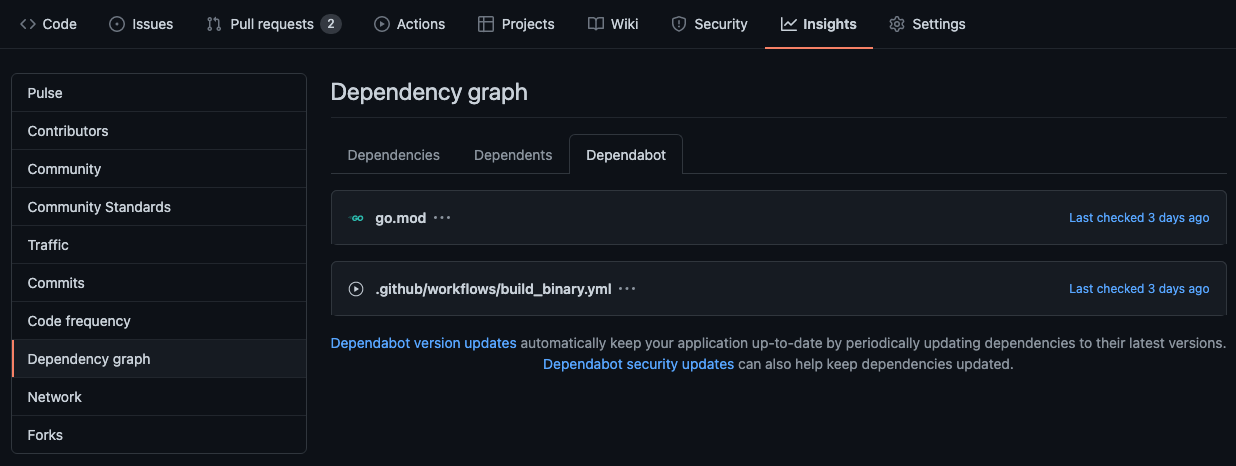 Code Issues Pull requests 2 Actions Projects Wiki Security Insights Settings
Pulse
Contributors
Community
Community Standards
Traffic
Commits
Code frequency
Dependency graph
Network
Forks
Dependency graph
Dependencies Dependents Dependabot
GO go.mod ··· Last checked 3 days ago
.github/workflows/build_binary.yml ··· Last checked 3 days ago
Dependabot version updates automatically keep your application up-to-date by periodically updating dependencies to their latest versions.
Dependabot security updates can also help keep dependencies updated.